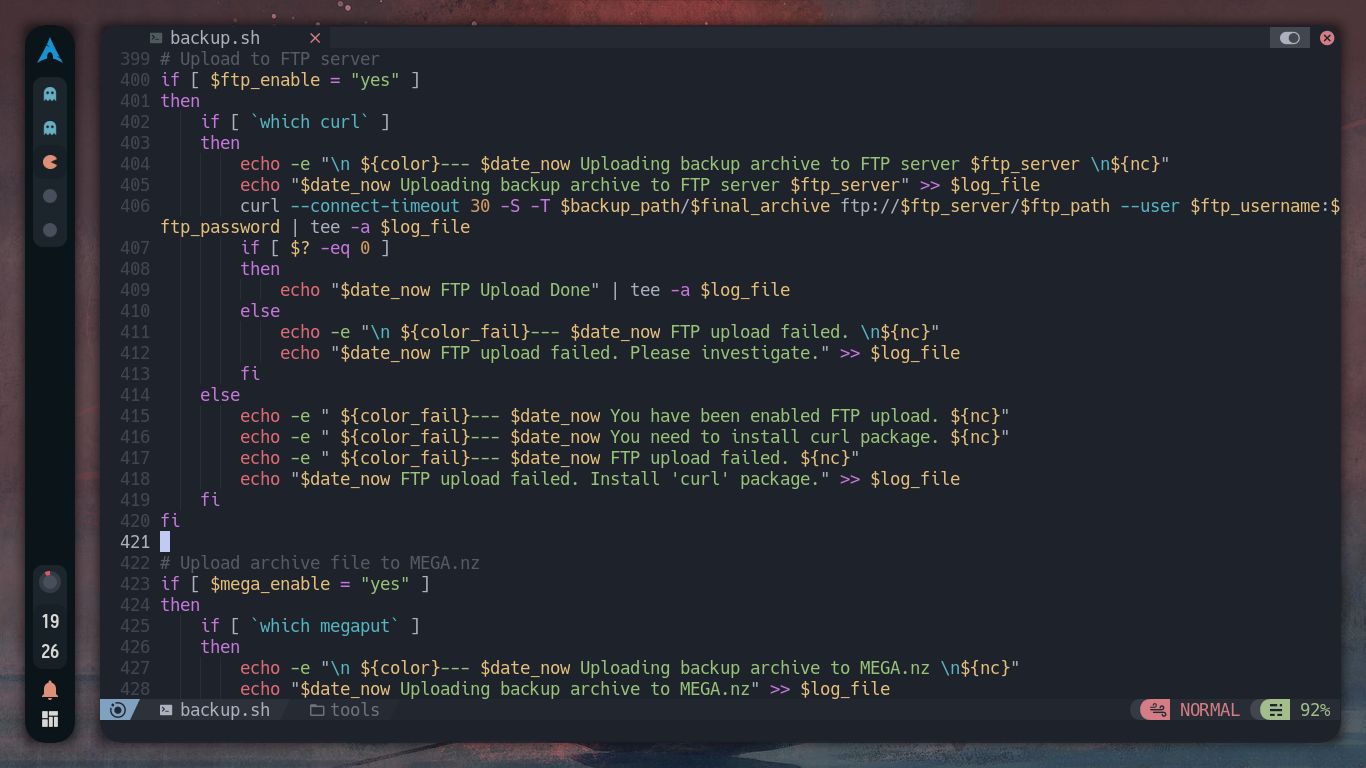 backup.sh
399 # Upload to FTP server
400 if [ $ftp_enable = "yes" ]
401 then
402     if [ `which curl` ]
403     then
404         echo -e "\n ${color}--- $date_now Uploading backup archive to FTP server $ftp_server \n${nc}"
405         echo "$date_now Uploading backup archive to FTP server $ftp_server" >> $log_file
406         curl --connect-timeout 30 -S -T $backup_path/$final_archive ftp://$ftp_server/$ftp_path --user $ftp_username:$
ftp_password | tee -a $log_file
407         if [ $? -eq 0 ]
408         then
409             echo "$date_now FTP Upload Done" | tee -a $log_file
410         else
411             echo -e "\n ${color_fail}--- $date_now FTP upload failed. \n${nc}"
412             echo "$date_now FTP upload failed. Please investigate." >> $log_file
413         fi
414     else
415         echo -e " ${color_fail}--- $date_now You have been enabled FTP upload. ${nc}"
416         echo -e " ${color_fail}--- $date_now You need to install curl package. ${nc}"
417         echo -e " ${color_fail}--- $date_now FTP upload failed. ${nc}"
418         echo "$date_now FTP upload failed. Install 'curl' package." >> $log_file
419     fi
420 fi
421
422 # Upload archive file to MEGA.nz
423 if [ $mega_enable = "yes" ]
424 then
425     if [ `which megaput` ]
426     then
427         echo -e "\n ${color}--- $date_now Uploading backup archive to MEGA.nz \n${nc}"
428         echo "$date_now Uploading backup archive to MEGA.nz" >> $log_file
backup.sh tools NORMAL 92%
19
26